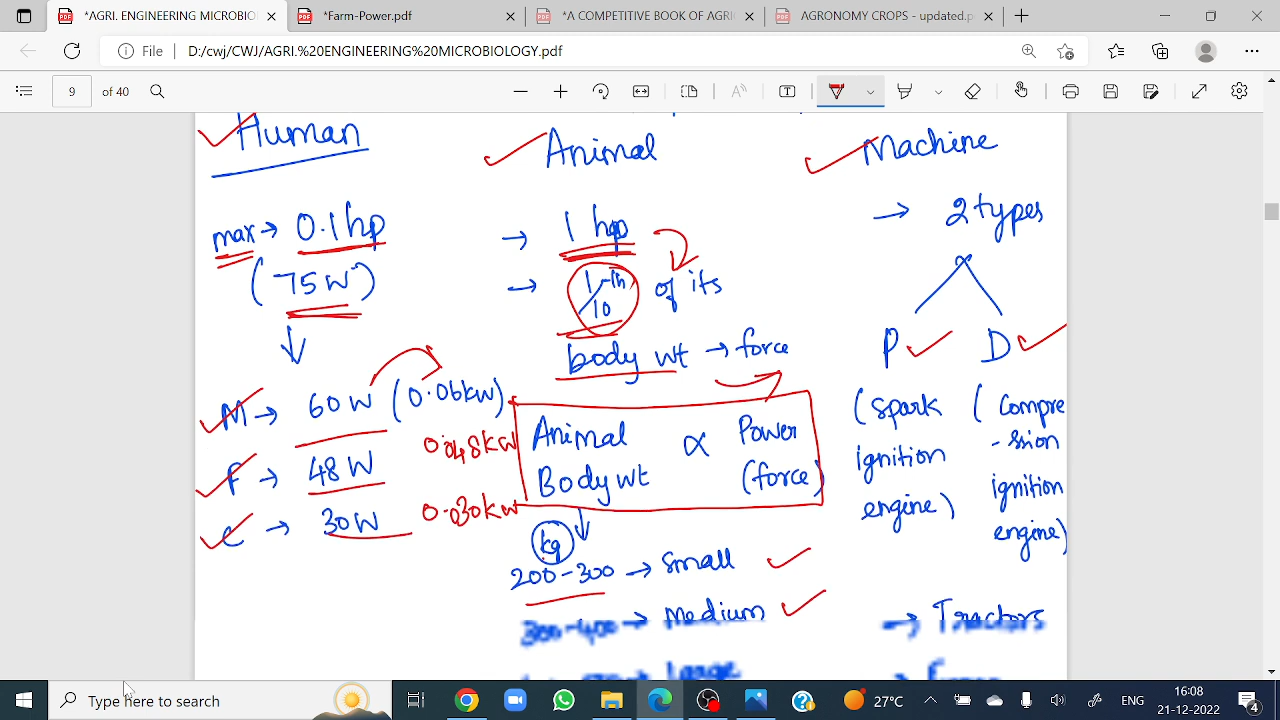 *AGRI. ENGINEERING MICROBIO
*Farm-Power.pdf
*A COMPETITIVE BOOK OF AGRI
AGRONOMY CROPS - updated.p
File
D:/cwj/CWJ/AGRI.%20ENGINEERING%20MICROBIOLOGY.pdf
9 of 40
Human
max → 0.1hp
(75W)
M → 60W (0.06kW)
F → 48W 0.048kW
C → 30W 0.030kW
Animal
→ 1 hp
→ 1/10 th of its
body wt → force
Animal Body wt ∝ Power (force)
kg
200-300 → small
300-400 → Medium
Large
Machine
→ 2 types
P D
(spark ignition engine)
(Compre-ssion ignition engine)
→ Tractors
Type here to search
27°C
ENG
16:08
21-12-2022
4